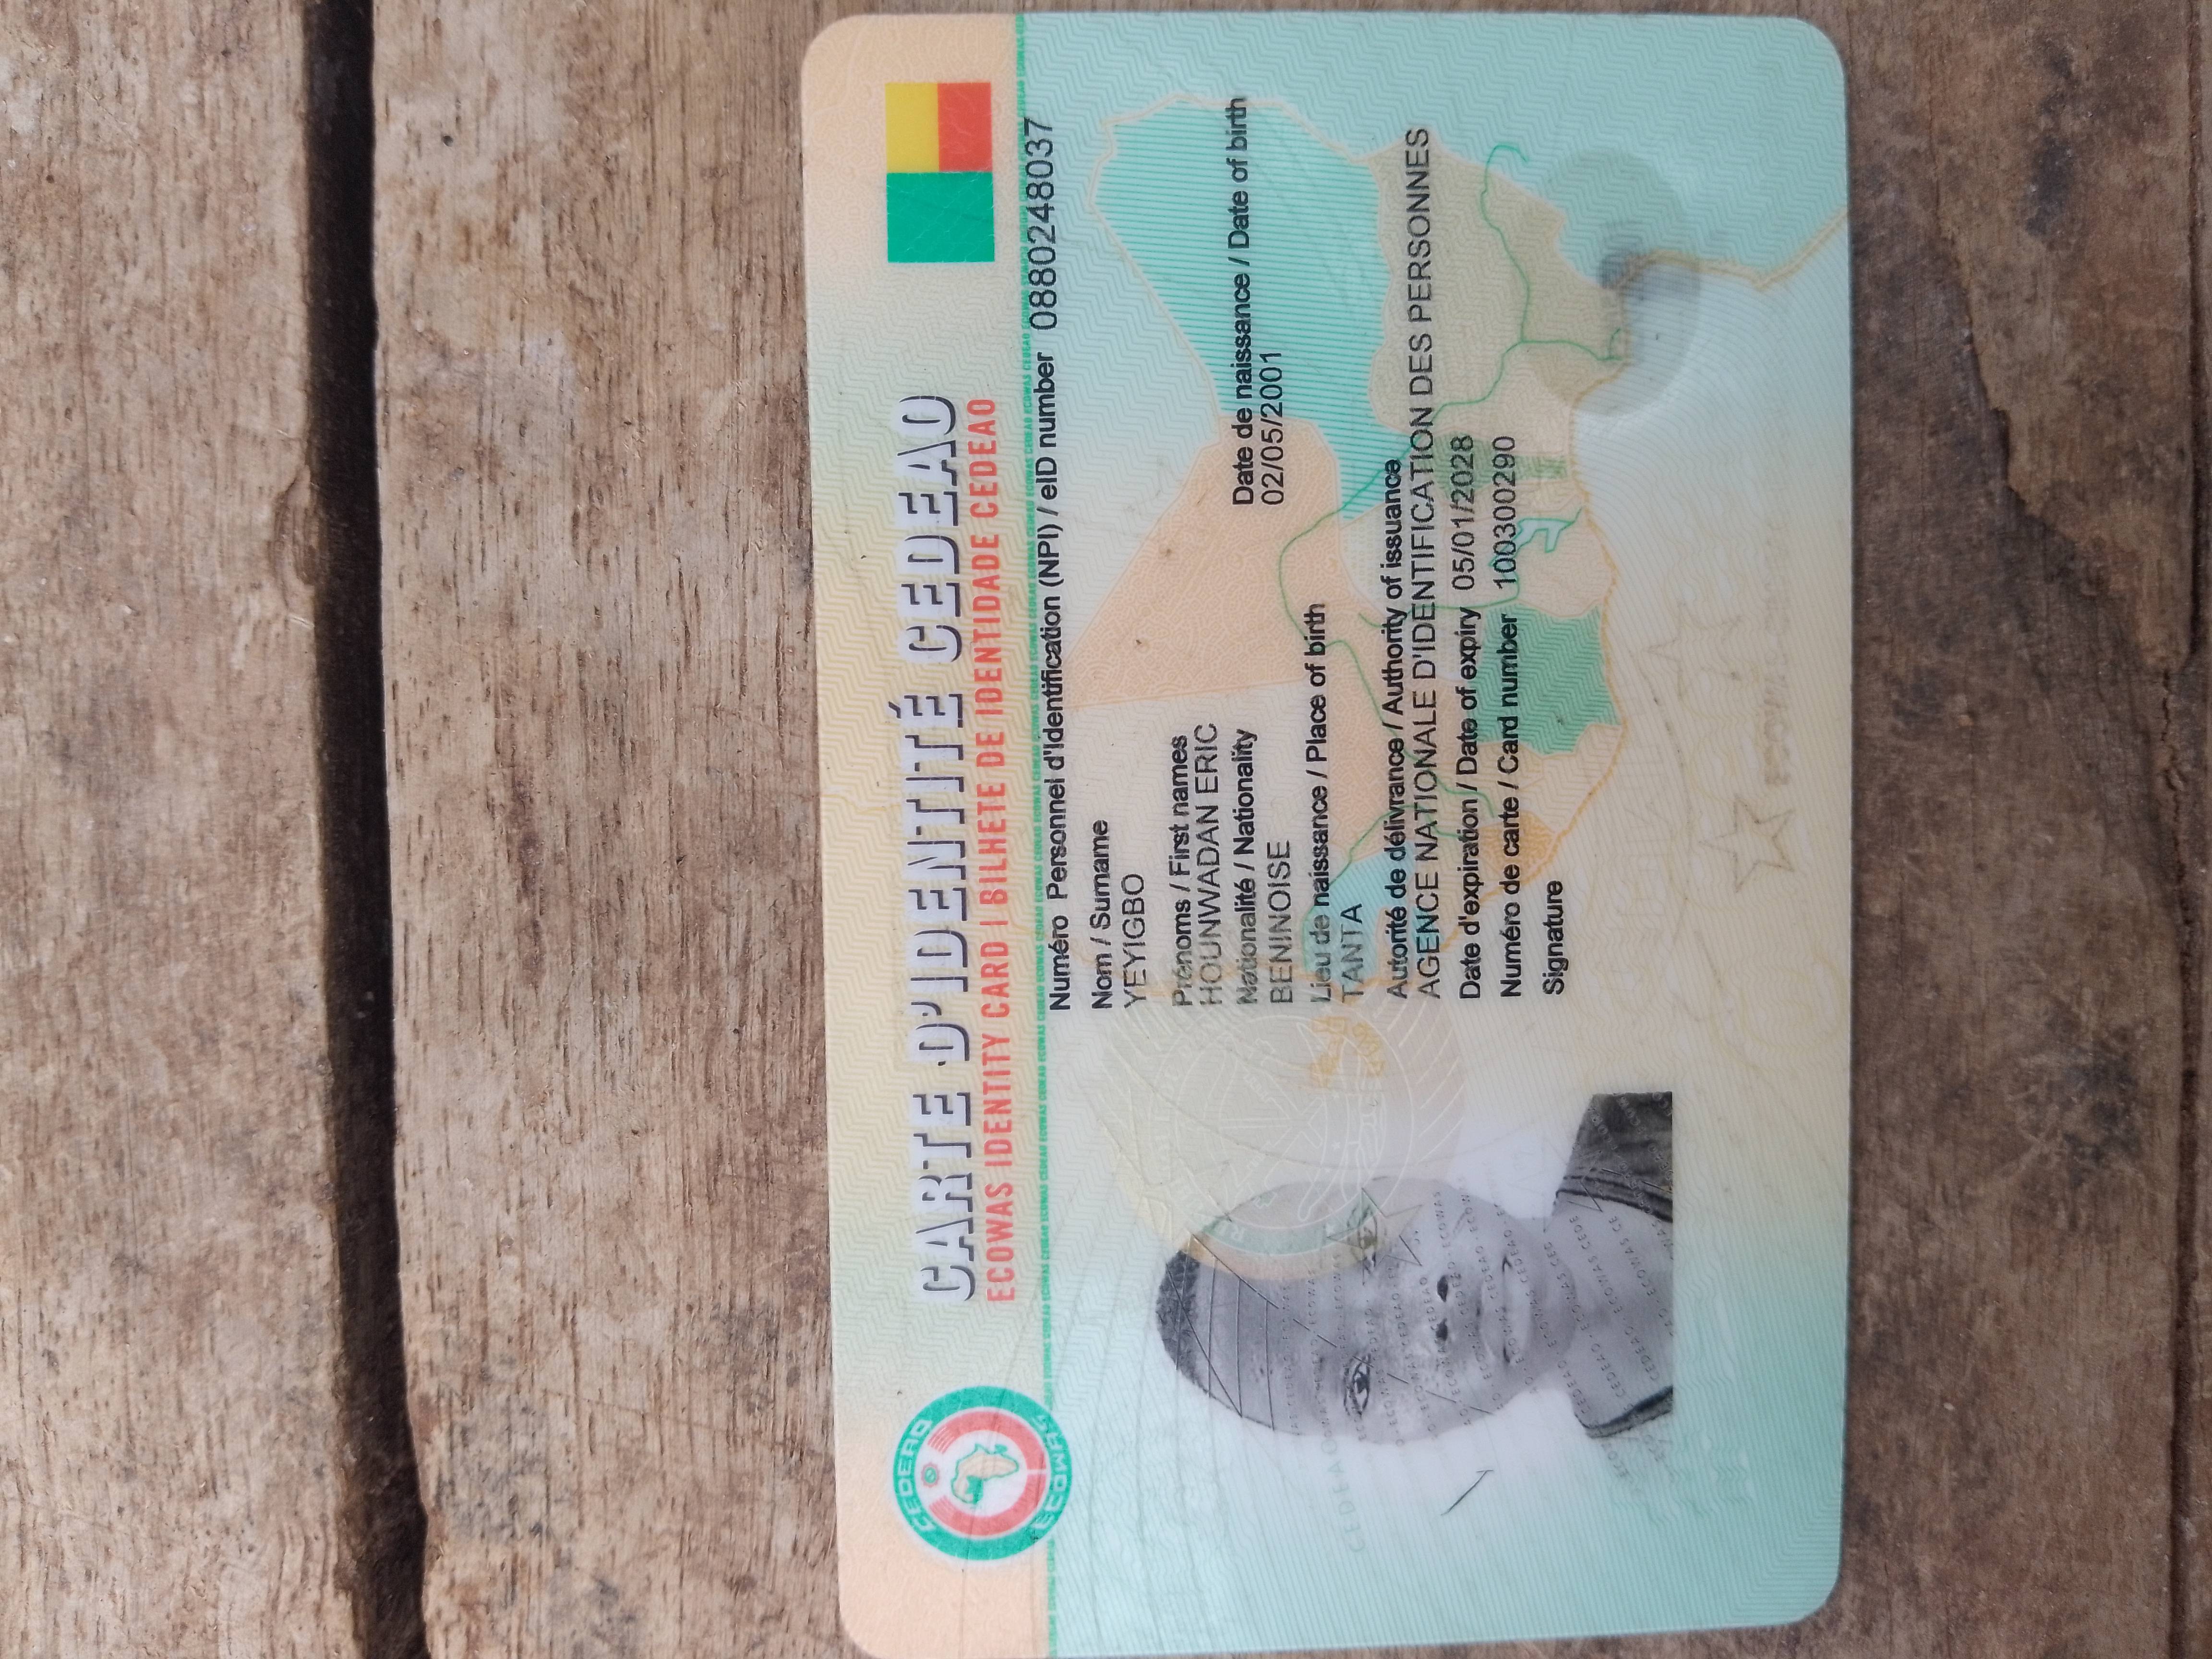 CEDEAO
ECOWAS
CARTE D'IDENTITÉ CEDEAO
ECOWAS IDENTITY CARD | BILHETE DE IDENTIDADE CEDEAO
Numéro Personnel d'Identification (NPI) / eID number 0880248037
Nom / Surname
YEYIGBO
Prénoms / First names
HOUNWADAN ERIC
Nationalité / Nationality
BENINOISE
Date de naissance / Date of birth
02/05/2001
Lieu de naissance / Place of birth
TANTA
Autorité de délivrance / Authority of issuance
AGENCE NATIONALE D'IDENTIFICATION DES PERSONNES
Date d'expiration / Date of expiry 05/01/2028
Numéro de carte / Card number 100300290
Signature